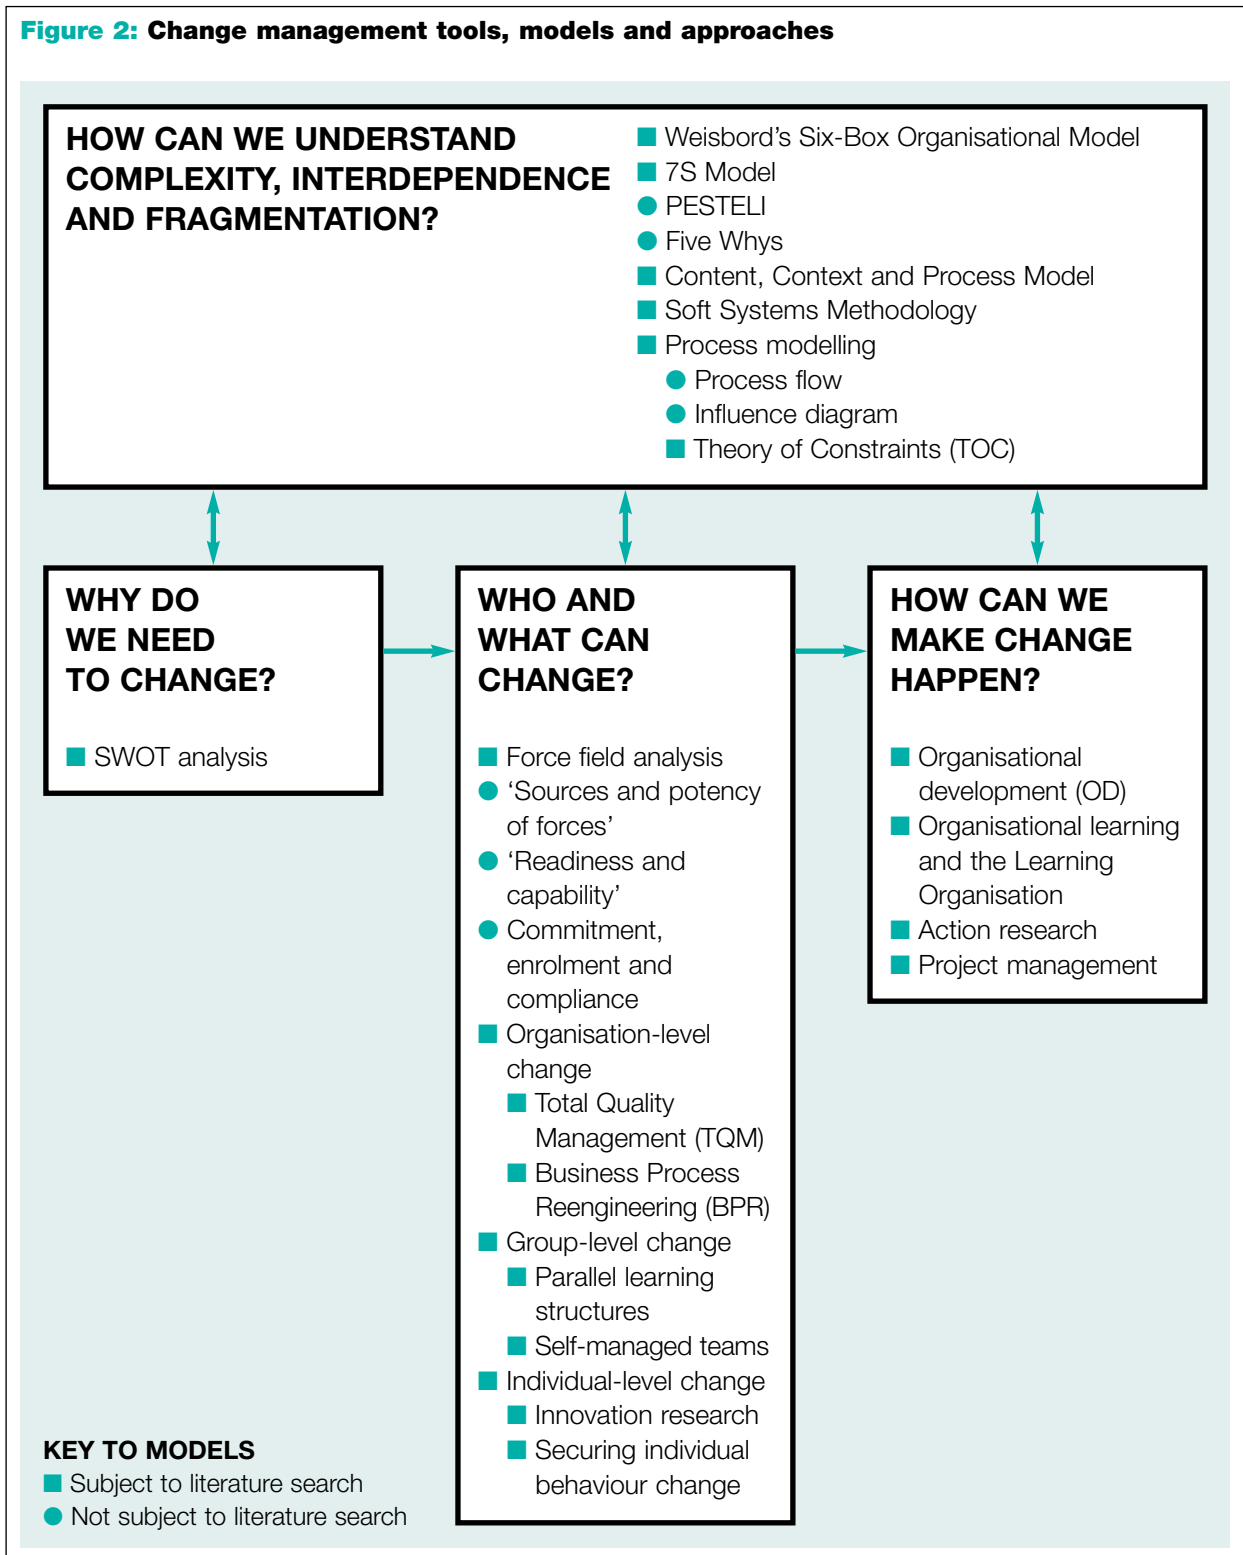 Figure 2: Change management tools, models and approaches
HOW CAN WE UNDERSTAND
COMPLEXITY, INTERDEPENDENCE
AND FRAGMENTATION?
Weisbord's Six-Box Organisational Model
7S Model
PESTELI
Five Whys
Content, Context and Process Model
Soft Systems Methodology
Process modelling
Process flow
Influence diagram
Theory of Constraints (TOC)
WHY DO
WE NEED
TO CHANGE?
SWOT analysis
WHO AND
WHAT CAN
CHANGE?
Force field analysis
‘Sources and potency
of forces’
‘Readiness and
capability’
Commitment,
enrolment and
compliance
Organisation-level
change
Total Quality
Management (TQM)
Business Process
Reengineering (BPR)
Group-level change
Parallel learning
structures
Self-managed teams
Individual-level change
Innovation research
Securing individual
behaviour change
HOW CAN WE
MAKE CHANGE
HAPPEN?
Organisational
development (OD)
Organisational learning
and the Learning
Organisation
Action research
Project management
KEY TO MODELS
Subject to literature search
Not subject to literature search